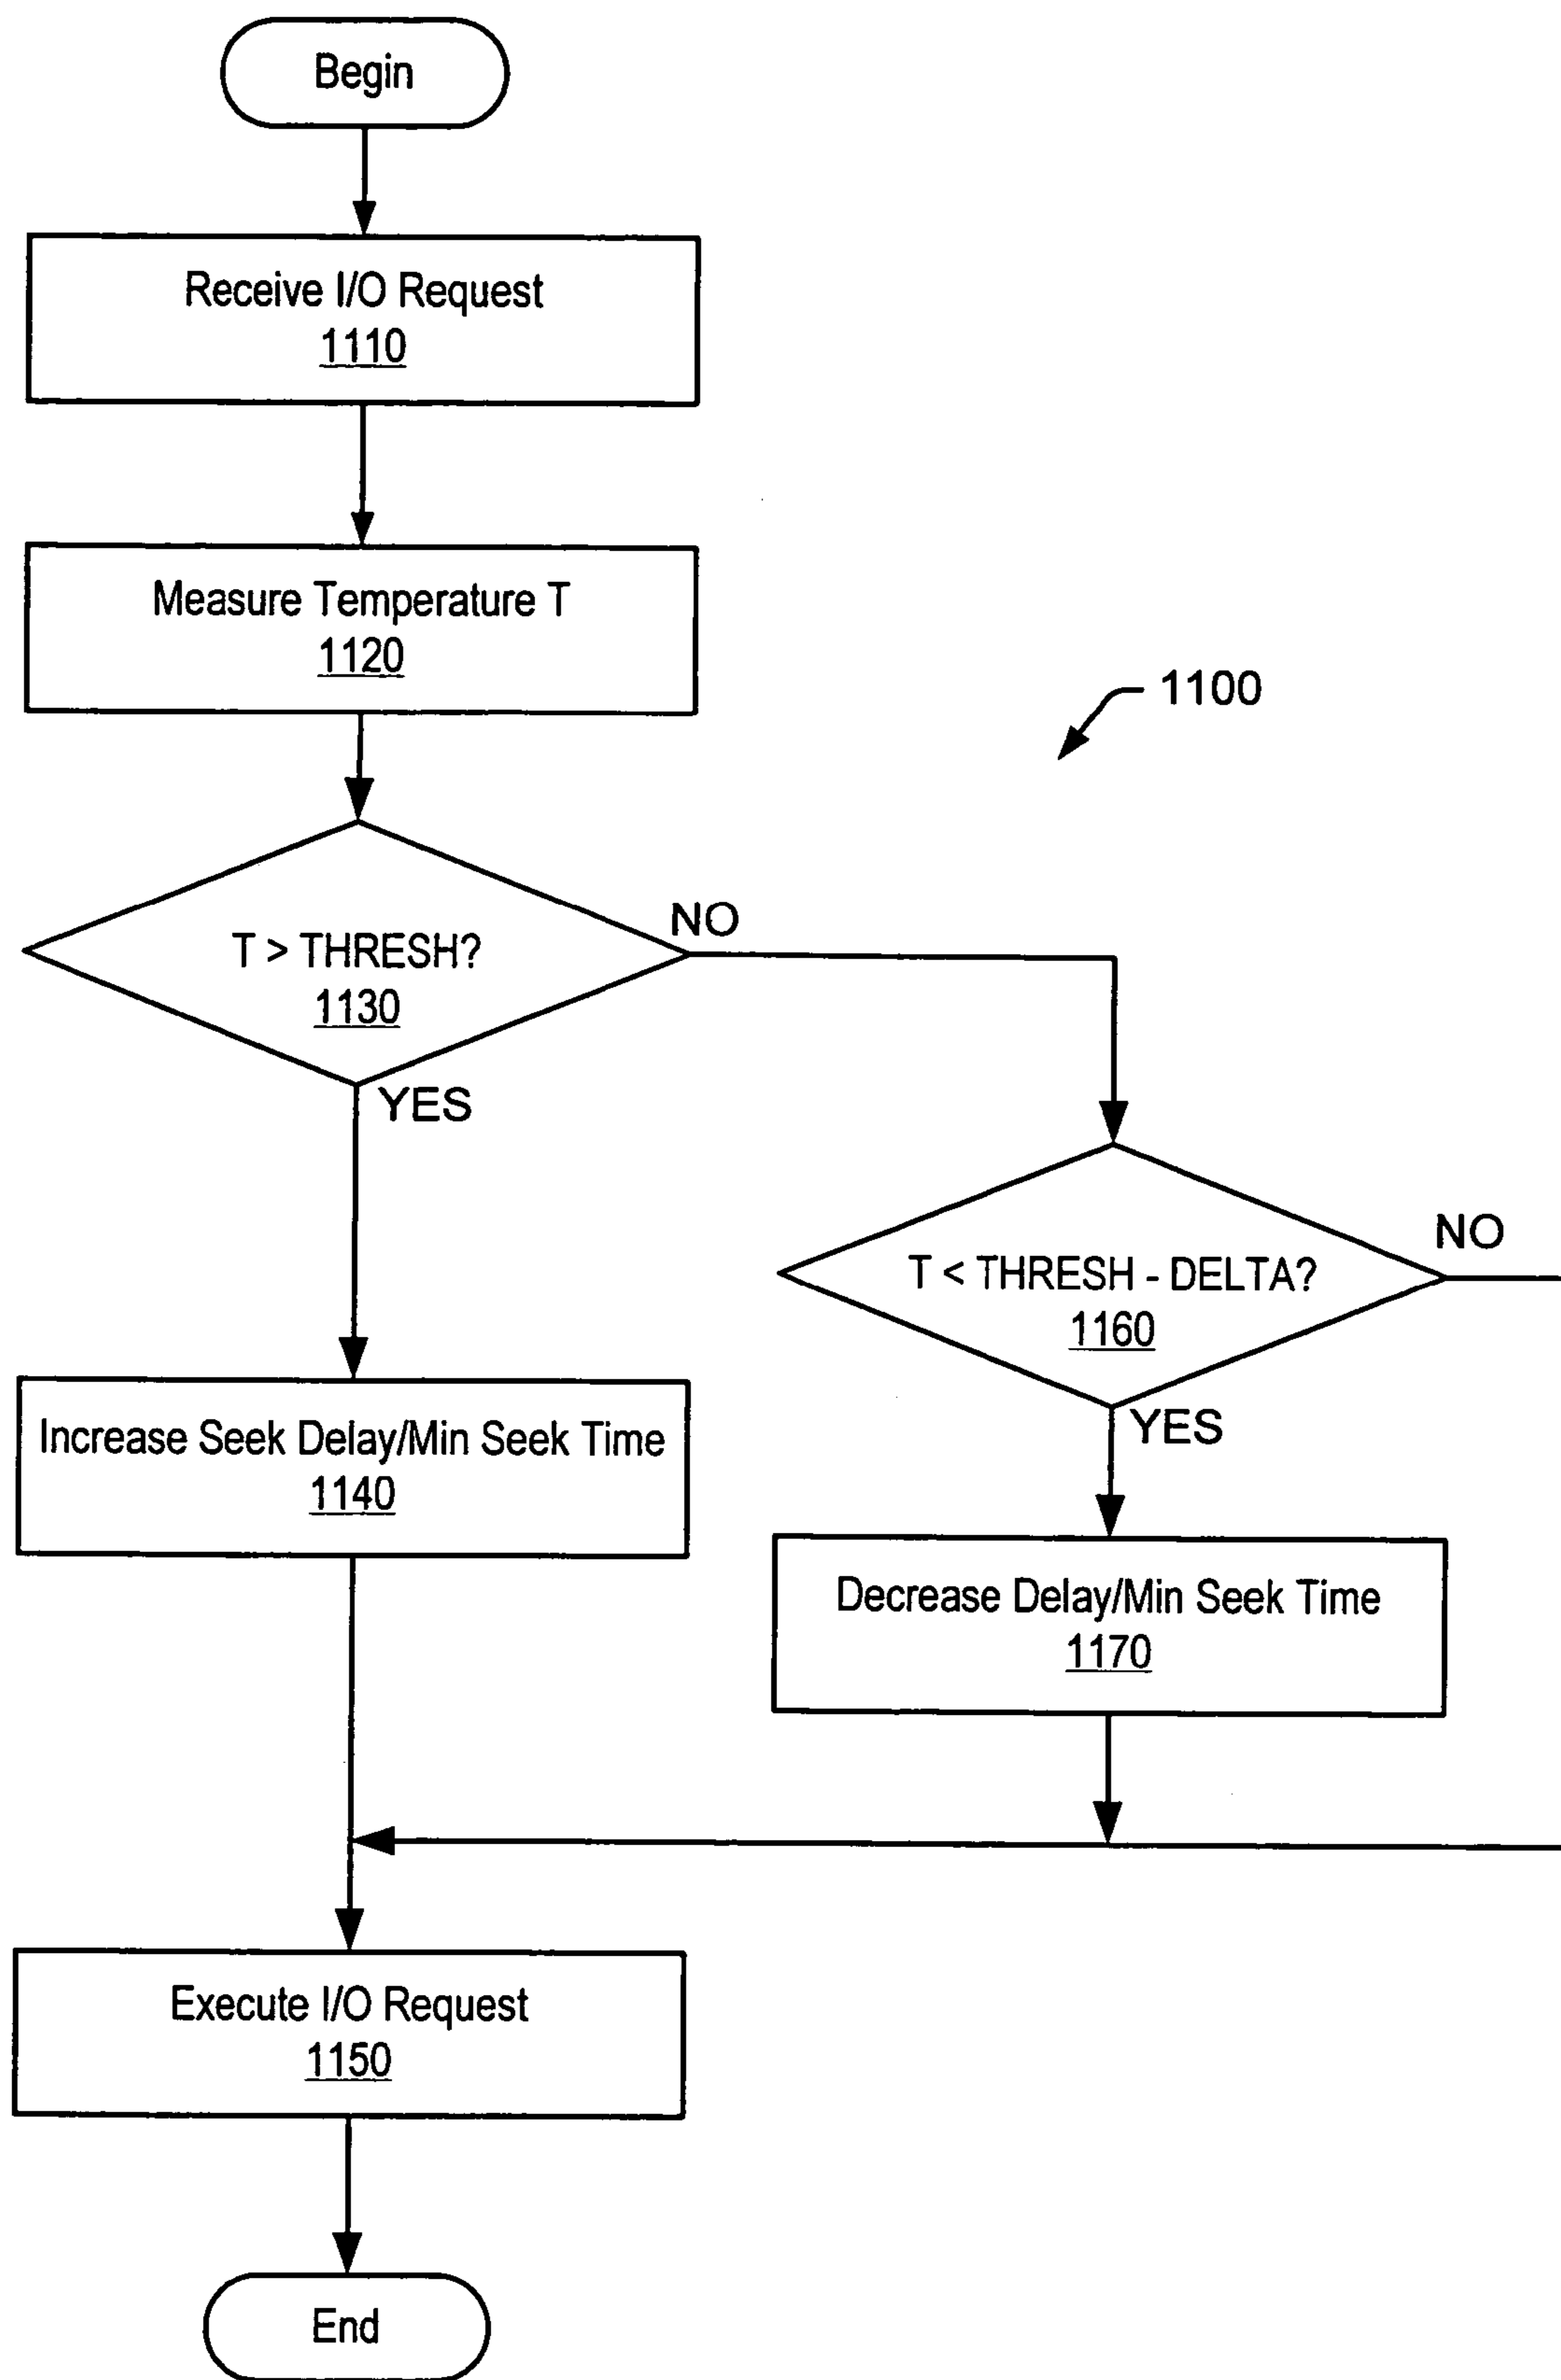 Begin
Receive I/O Request
1110
Measure Temperature T
1120
1100
T > THRESH?
1130
NO
YES
T < THRESH - DELTA?
1160
NO
YES
Increase Seek Delay/Min Seek Time
1140
Decrease Delay/Min Seek Time
1170
Execute I/O Request
1150
End